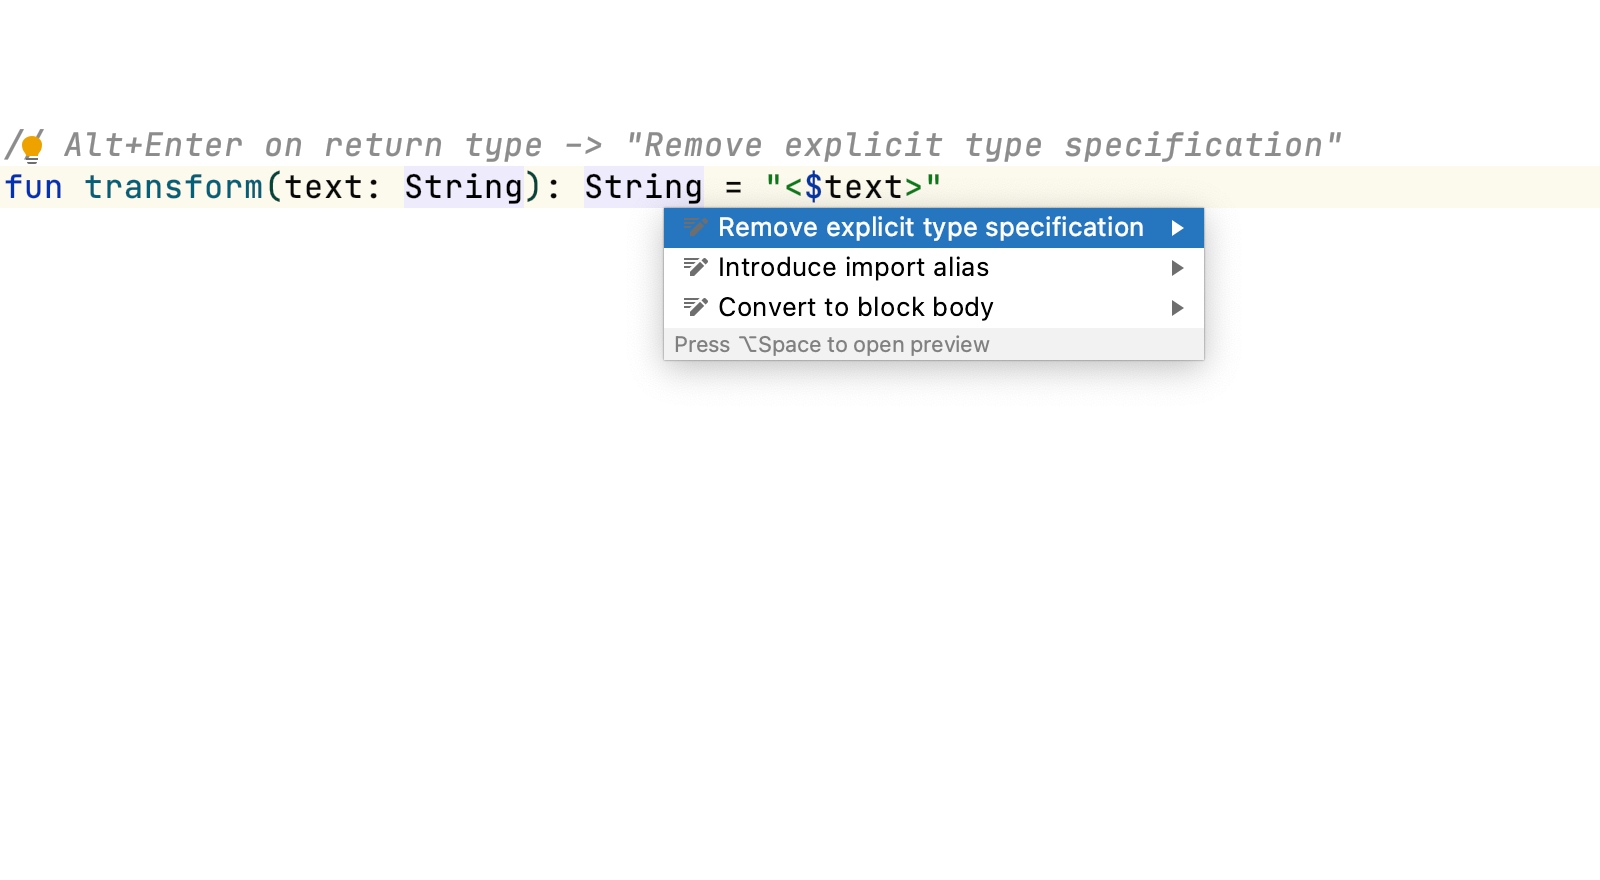 // Alt+Enter on return type -> "Remove explicit type specification"
fun transform(text: String): String = "<$text>"
Remove explicit type specification
Introduce import alias
Convert to block body
Press ⌥Space to open preview